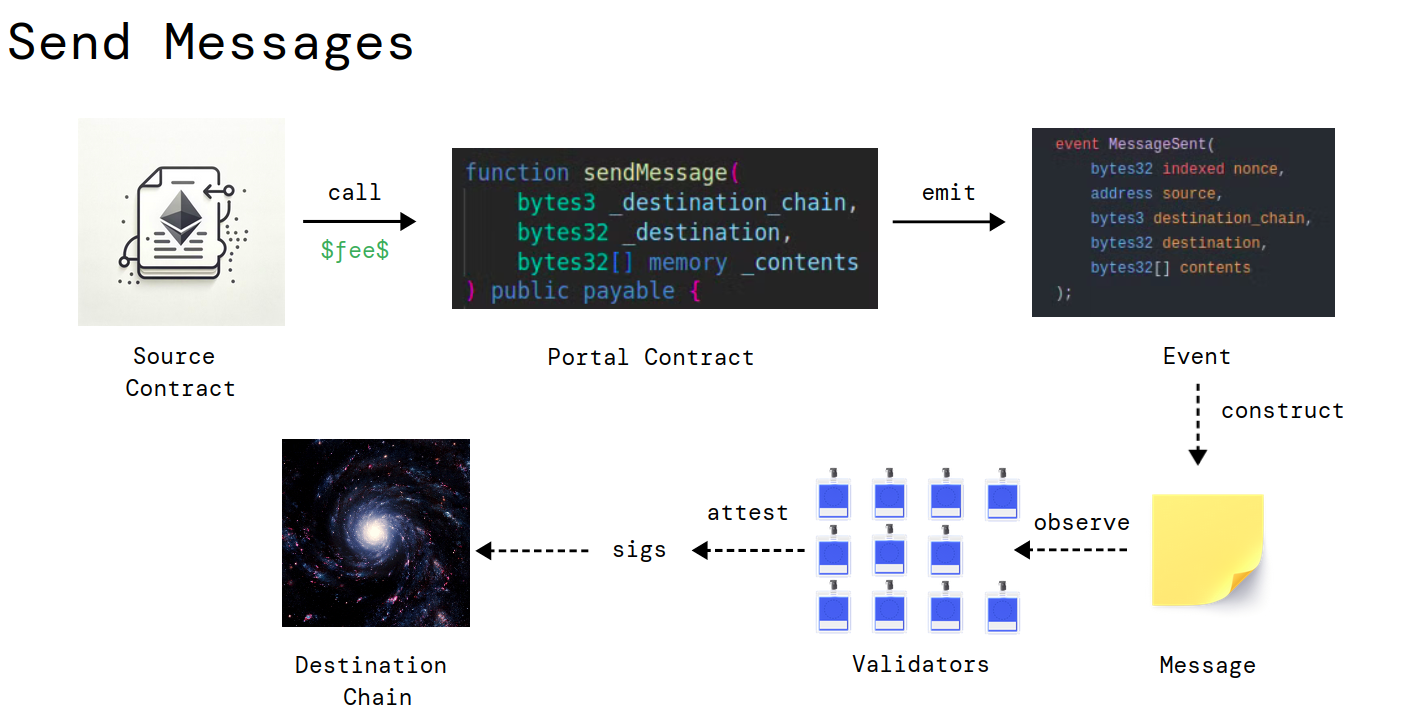 Send Messages
call
$fee$
function sendMessage(
bytes3 _destination_chain,
bytes32 _destination,
bytes32[] memory _contents
) public payable {
emit
event MessageSent(
bytes32 indexed nonce,
address source,
bytes3 destination_chain,
bytes32 destination,
bytes32[] contents
);
Source
Contract
Portal Contract
Event
construct
attest
sigs
observe
Destination
Chain
Validators
Message